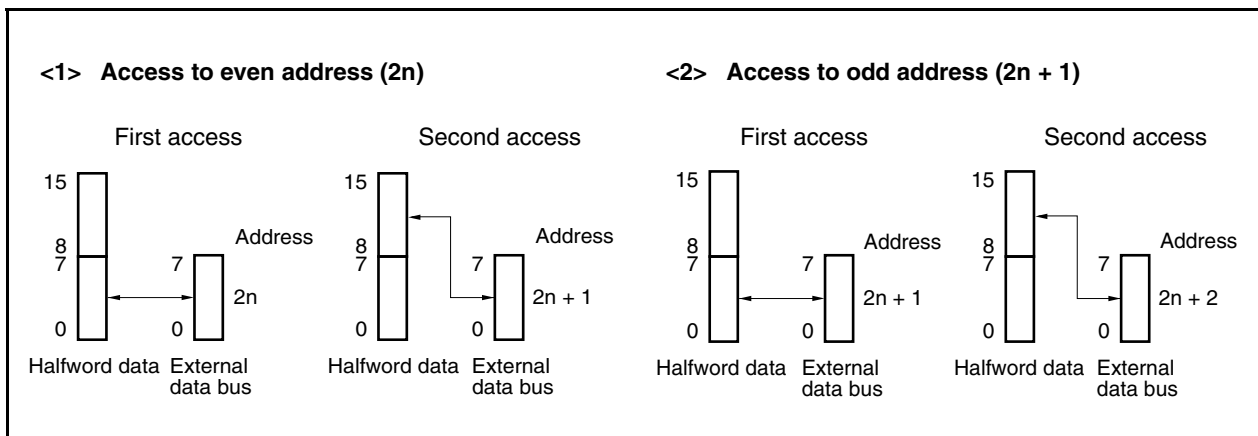 <1> Access to even address (2n)
First access
15
8
7
0
Halfword data
7
0
External
data bus
Address
2n
Second access
15
8
7
0
Halfword data
7
0
External
data bus
Address
2n + 1
<2> Access to odd address (2n + 1)
First access
15
8
7
0
Halfword data
7
0
External
data bus
Address
2n + 1
Second access
15
8
7
0
Halfword data
7
0
External
data bus
Address
2n + 2